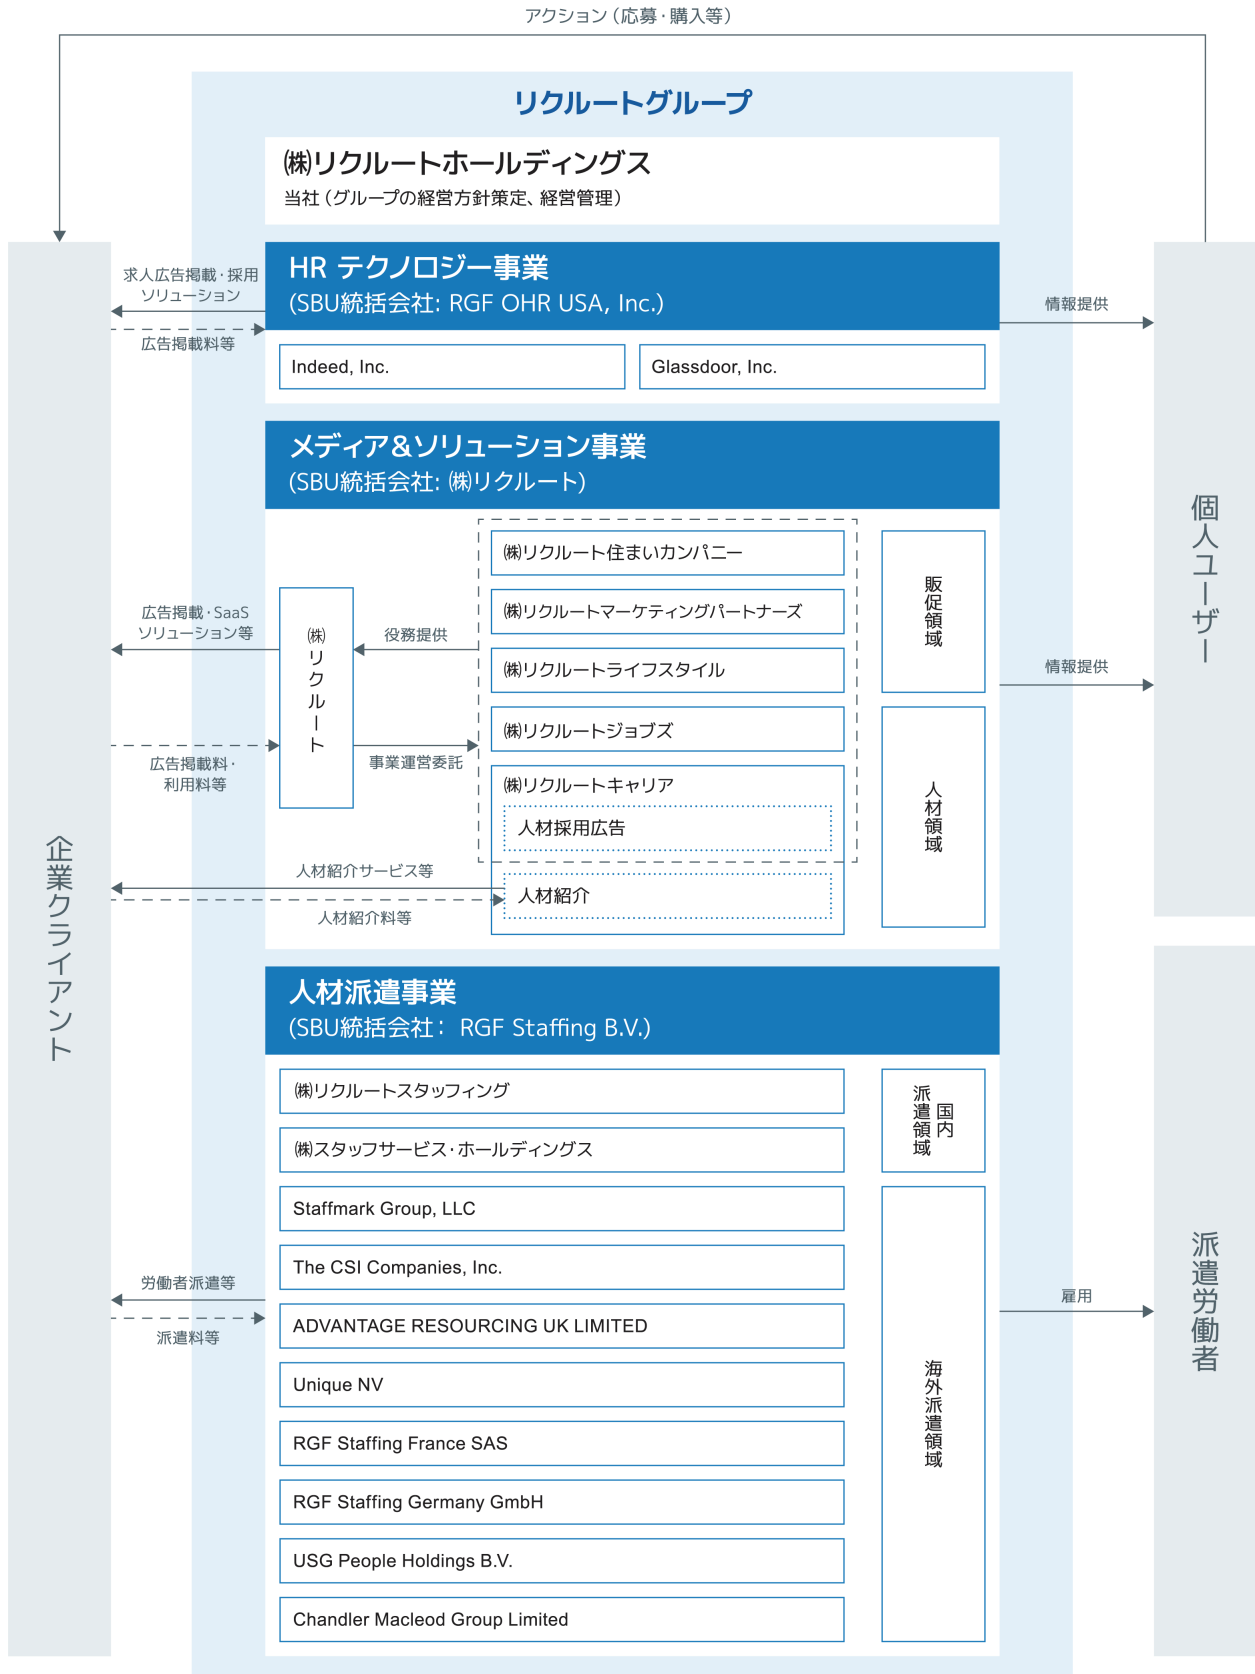 アクション（応募・購入等）
リクルートグループ
㈱リクルートホールディングス
当社（グループの経営方針策定、経営管理）
HR テクノロジー事業
(SBU統括会社: RGF OHR USA, Inc.)
求人広告掲載・採用
ソリューション
広告掲載料等
情報提供
Indeed, Inc.
Glassdoor, Inc.
メディア&ソリューション事業
(SBU統括会社: ㈱リクルート)
㈱リクルート住まいカンパニー
㈱リクルートマーケティングパートナーズ
㈱リクルートライフスタイル
㈱リクルートジョブズ
㈱リクルートキャリア
人材採用広告
人材紹介
販促領域
人材領域
㈱リクルート
役務提供
事業運営委託
広告掲載・SaaS
ソリューション等
広告掲載料・
利用料等
人材紹介サービス等
人材紹介料等
情報提供
個人ユーザー
企業クライアント
人材派遣事業
(SBU統括会社： RGF Staffing B.V.)
㈱リクルートスタッフィング
㈱スタッフサービス・ホールディングス
Staffmark Group, LLC
The CSI Companies, Inc.
ADVANTAGE RESOURCING UK LIMITED
Unique NV
RGF Staffing France SAS
RGF Staffing Germany GmbH
USG People Holdings B.V.
Chandler Macleod Group Limited
国内
派遣領域
海外派遣領域
労働者派遣等
派遣料等
雇用
派遣労働者